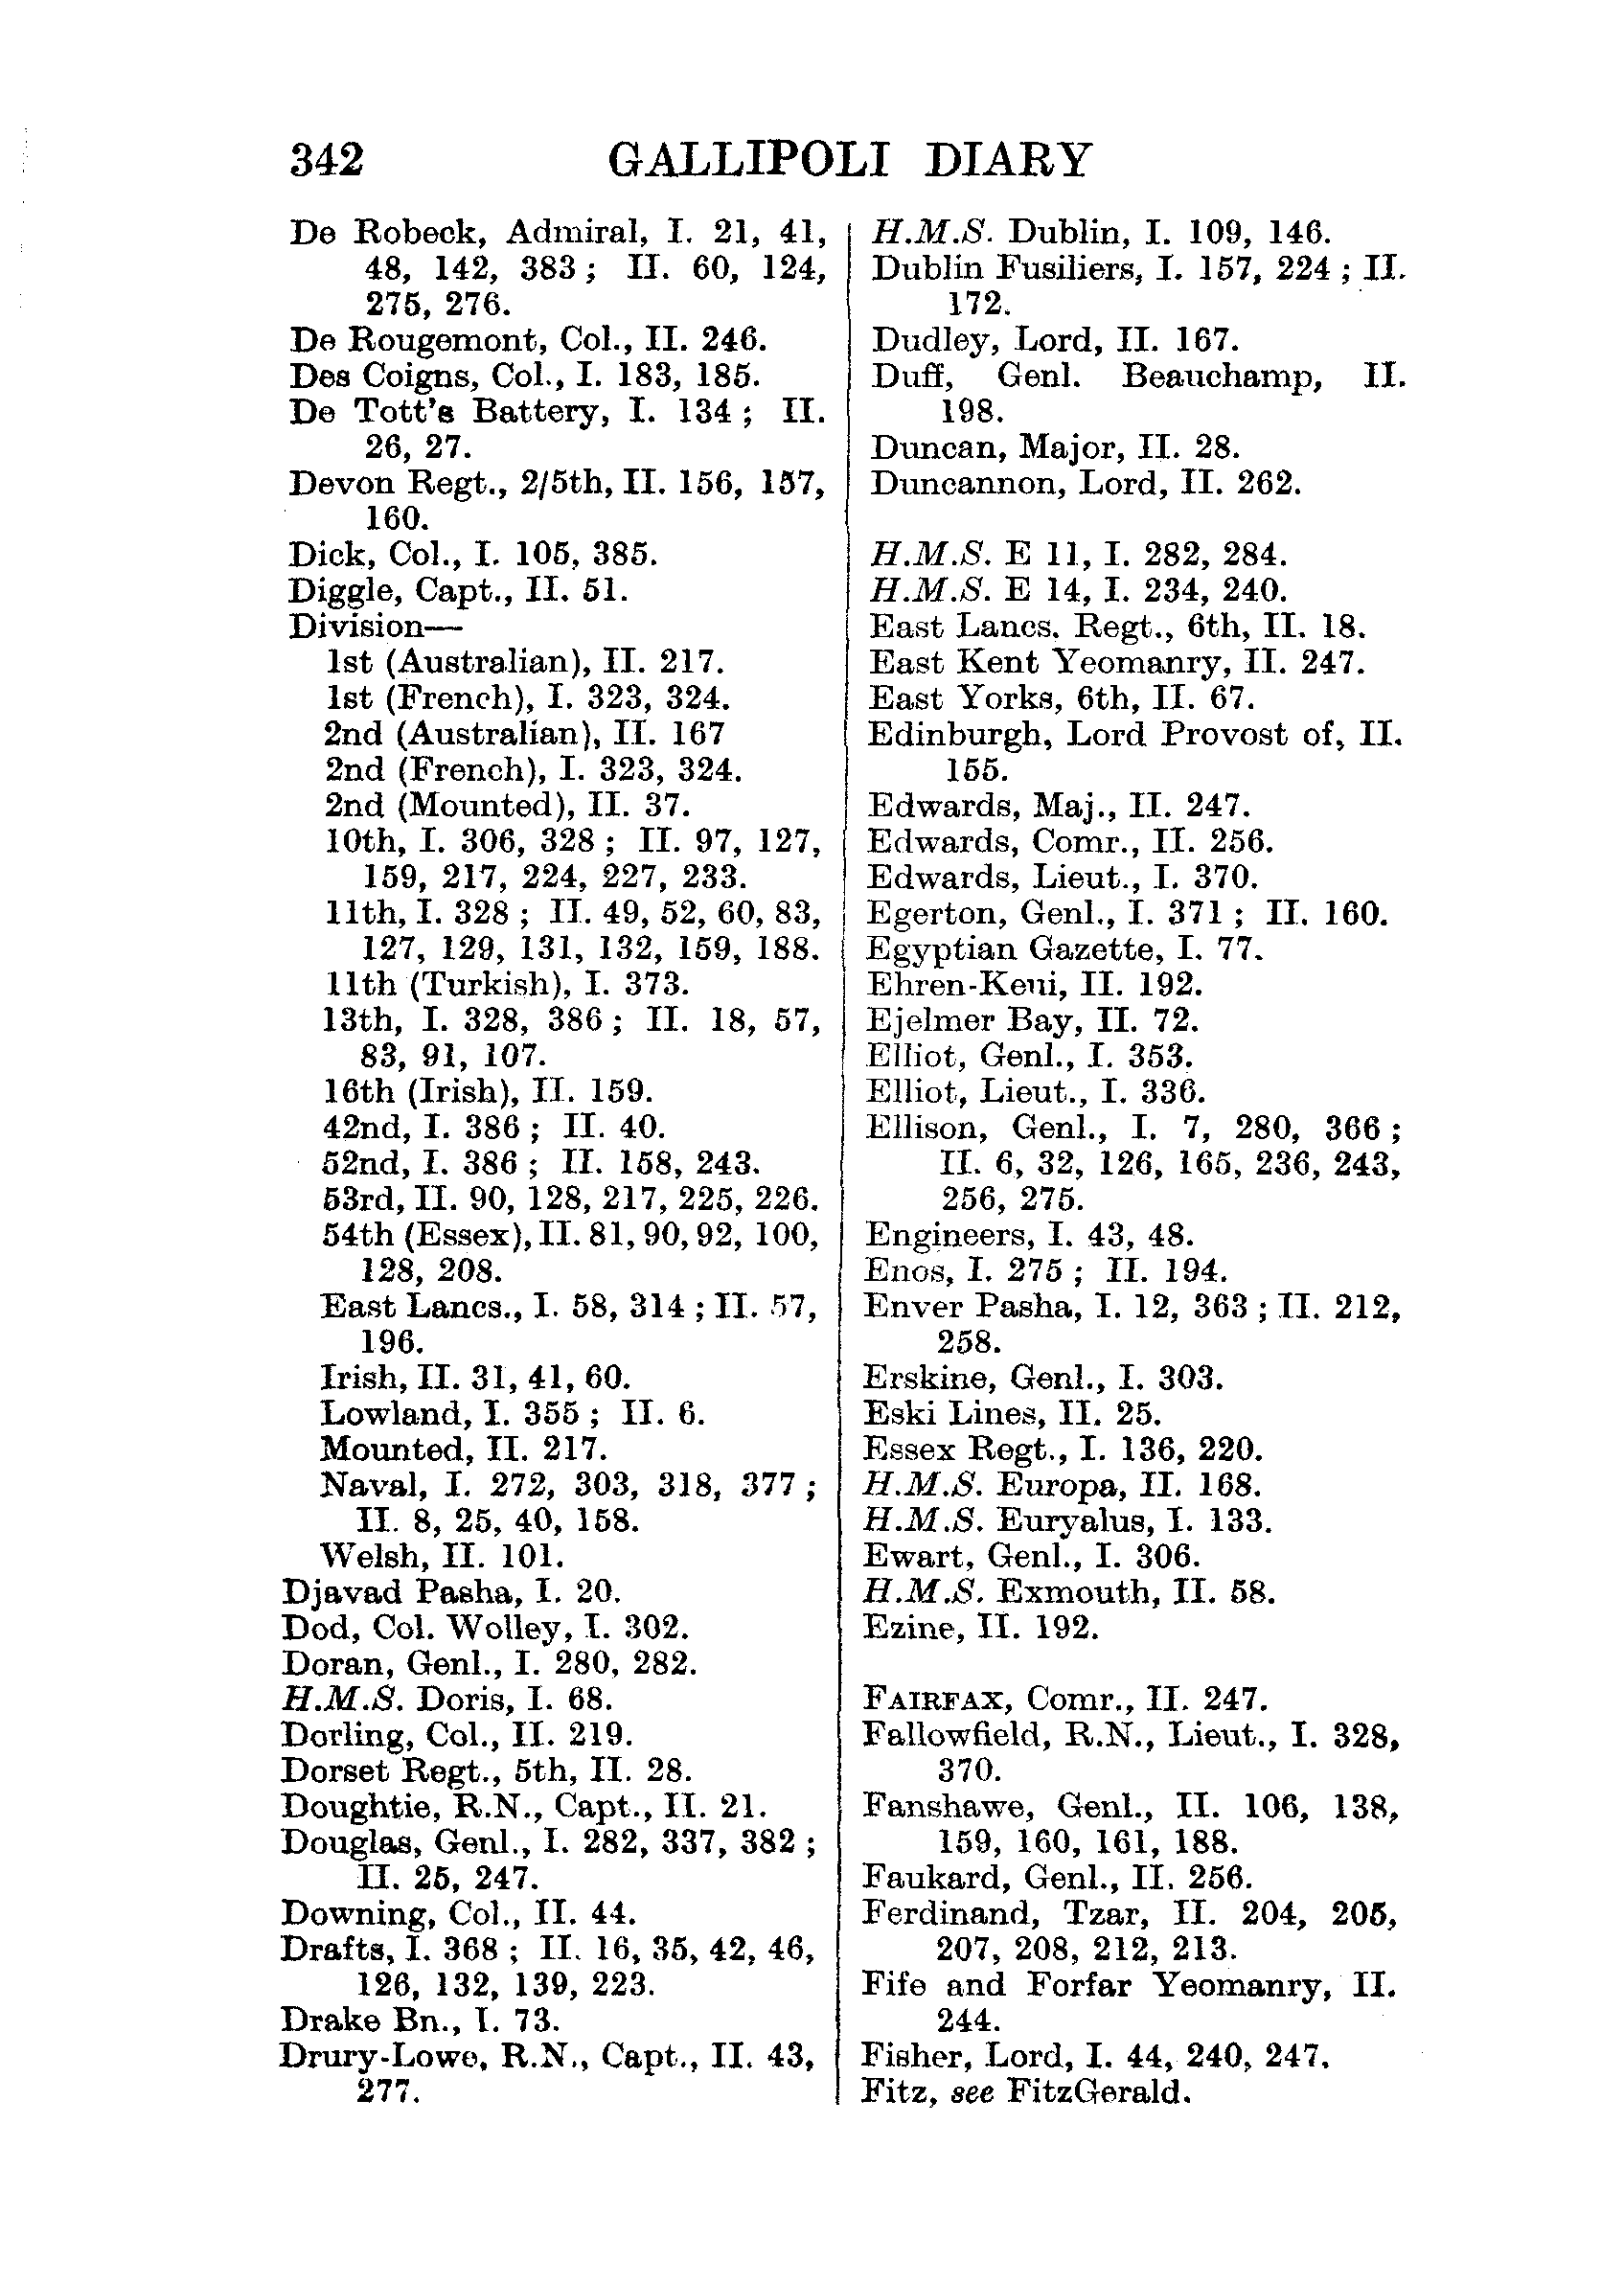 342 GALLIPOLI DIARY
De Robeck, Admiral, I. 21, 41,
48, 142, 383; II. 60, 124,
275, 276.
De Rougemont, Col., II. 246.
Des Coigns, Col., I. 183, 185.
De Tott's Battery, I. 134; II.
26, 27.
Devon Regt., 2/5th, II. 156, 157,
160.
Dick, Col., I. 105, 385.
Diggle, Capt., II. 51.
Division—
1st (Australian), II. 217.
1st (French), I. 323, 324.
2nd (Australian), II. 167
2nd (French), I. 323, 324.
2nd (Mounted), II. 37.
10th, I. 306, 328; II. 97, 127,
159, 217, 224, 227, 233.
11th, I. 328; II. 49, 52, 60, 83,
127, 129, 131, 132, 159, 188.
11th (Turkish), I. 373.
13th, I. 328, 386; II. 18, 57,
83, 91, 107.
16th (Irish), II. 159.
42nd, I. 386; II. 40.
52nd, I. 386; II. 158, 243.
53rd, II. 90, 128, 217, 225, 226.
54th (Essex), II. 81, 90, 92, 100,
128, 208.
East Lancs., I. 58, 314; II. 57,
196.
Irish, II. 31, 41, 60.
Lowland, I. 355; II. 6.
Mounted, II. 217.
Naval, I. 272, 303, 318, 377;
II. 8, 25, 40, 158.
Welsh, II. 101.
Djavad Pasha, I. 20.
Dod, Col. Wolley, I. 302.
Doran, Genl., I. 280, 282.
H.M.S. Doris, I. 68.
Dorling, Col., II. 219.
Dorset Regt., 5th, II. 28.
Doughtie, R.N., Capt., II. 21.
Douglas, Genl., I. 282, 337, 382;
II. 25, 247.
Downing, Col., II. 44.
Drafts, I. 368; II. 16, 35, 42, 46,
126, 132, 139, 223.
Drake Bn., I. 73.
Drury-Lowe, R.N., Capt., II. 43,
277.
H.M.S. Dublin, I. 109, 146.
Dublin Fusiliers, I. 157, 224; II.
172.
Dudley, Lord, II. 167.
Duff, Genl. Beauchamp, II.
198.
Duncan, Major, II. 28.
Duncannon, Lord, II. 262.
H.M.S. E 11, I. 282, 284.
H.M.S. E 14, I. 234, 240.
East Lancs. Regt., 6th, II. 18.
East Kent Yeomanry, II. 247.
East Yorks, 6th, II. 67.
Edinburgh, Lord Provost of, II.
155.
Edwards, Maj., II. 247.
Edwards, Comr., II. 256.
Edwards, Lieut., I. 370.
Egerton, Genl., I. 371; II. 160.
Egyptian Gazette, I. 77.
Ehren-Keui, II. 192.
Ejelmer Bay, II. 72.
Elliot, Genl., I. 353.
Elliot, Lieut., I. 336.
Ellison, Genl., I. 7, 280, 366;
II. 6, 32, 126, 165, 236, 243,
256, 275.
Engineers, I. 43, 48.
Enos, I. 275; II. 194.
Enver Pasha, I. 12, 363; II. 212,
258.
Erskine, Genl., I. 303.
Eski Lines, II. 25.
Essex Regt., I. 136, 220.
H.M.S. Europa, II. 168.
H.M.S. Euryalus, I. 133.
Ewart, Genl., I. 306.
H.M.S. Exmouth, II. 58.
Ezine, II. 192.
FAIRFAX, Comr., II. 247.
Fallowfield, R.N., Lieut., I. 328,
370.
Fanshawe, Genl., II. 106, 138,
159, 160, 161, 188.
Faukard, Genl., II. 256.
Ferdinand, Tzar, II. 204, 205,
207, 208, 212, 213.
Fife and Forfar Yeomanry, II.
244.
Fisher, Lord, I. 44, 240, 247.
Fitz, see FitzGerald.